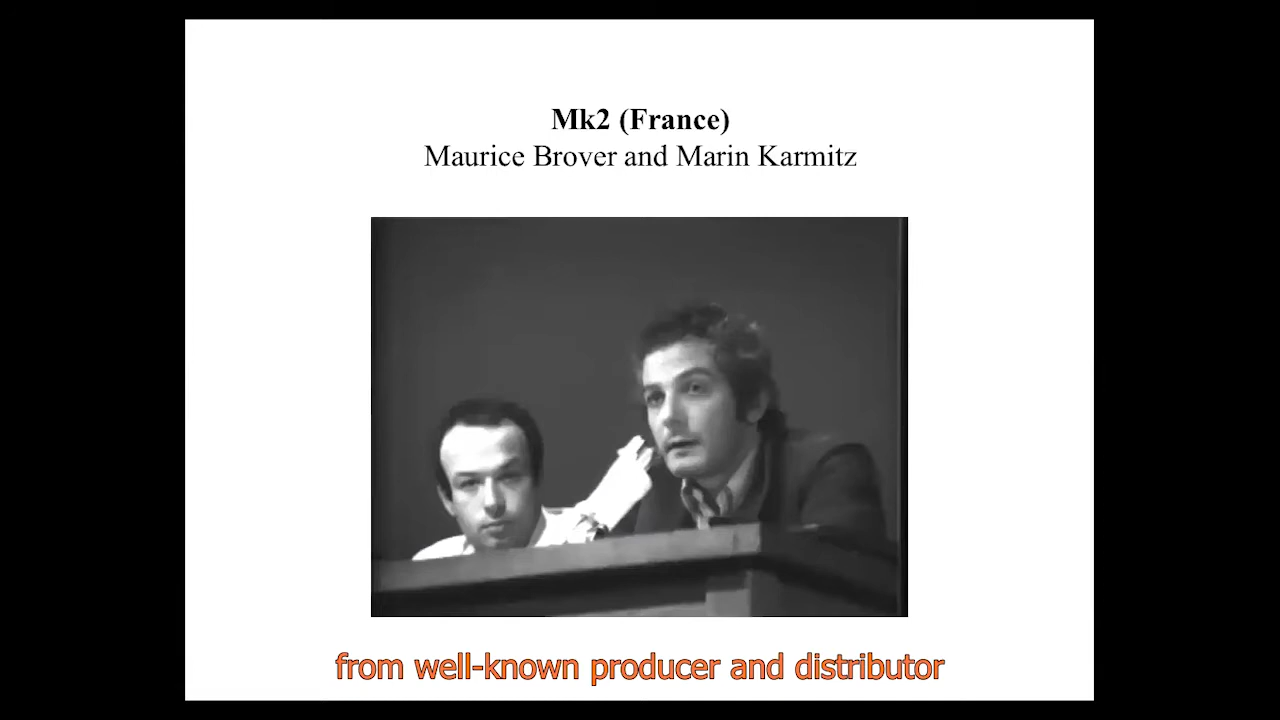 Mk2 (France)
Maurice Brover and Marin Karmitz
from well-known producer and distributor